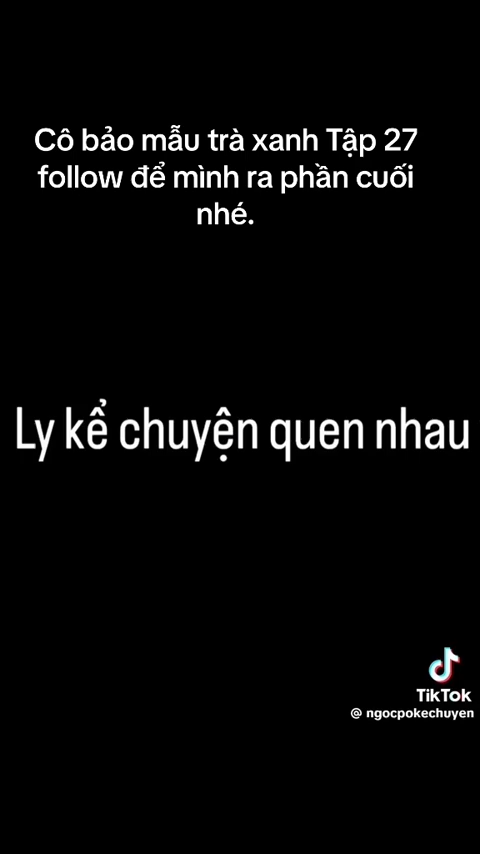 Cô bảo mẫu trà xanh Tập 27
follow để mình ra phần cuối
nhé.
Ly kể chuyện quen nhau
TikTok
@ ngocpokechuyen